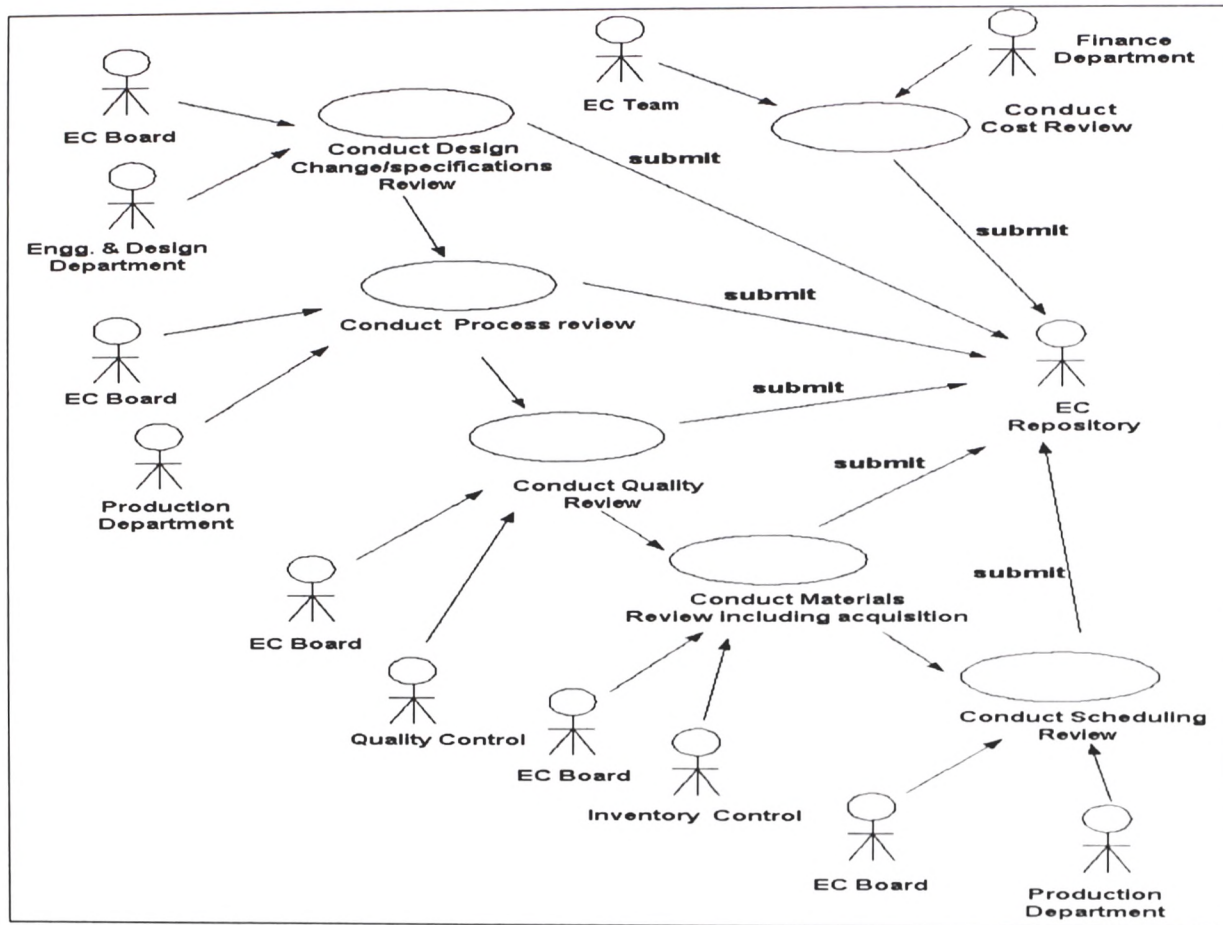 Finance
Department
EC Team
Conduct
Cost Review
EC Board
Conduct Design
Change/specifications
Review
submit
submit
Engg. & Design
Department
submit
Conduct Process review
EC Board
submit
EC
Repository
Production
Department
submit
Conduct Quality
Review
submit
EC Board
Conduct Materials
Review including acquisition
Quality Control
EC Board
Conduct Scheduling
Review
Inventory Control
EC Board
Production
Department